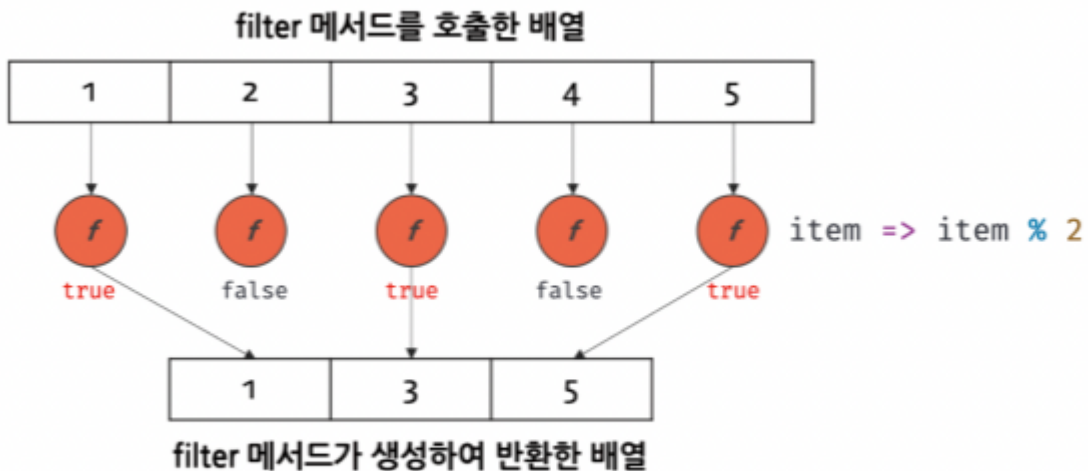 filter 메서드를 호출한 배열
1 2 3 4 5
f f f f f item => item % 2
true false true false true
1 3 5
filter 메서드가 생성하여 반환한 배열